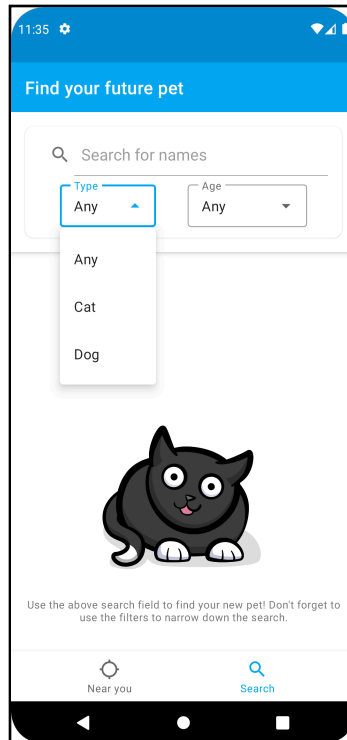 11:35
Find your future pet
Search for names
Type
Age
Any
Any
Any
Cat
Dog
Use the above search field to find your new pet! Don't forget to
use the filters to narrow down the search.
Near you
Search